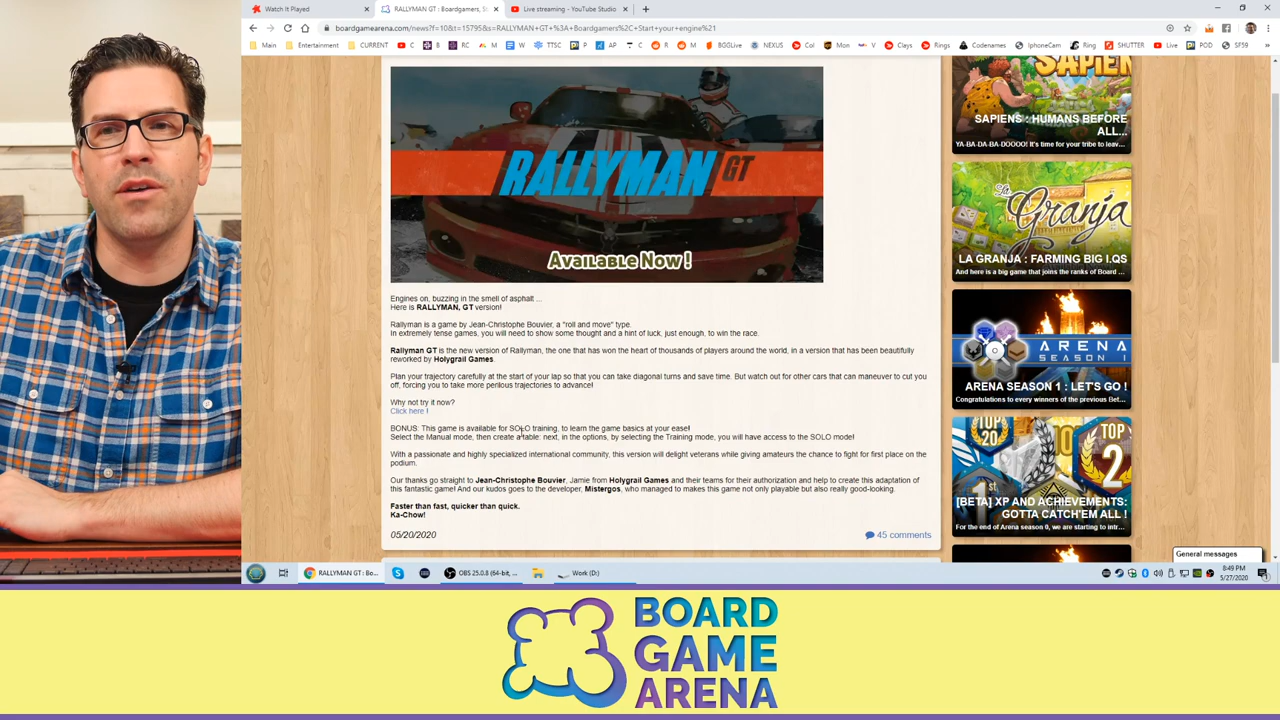 Watch It Played
RALLYMAN GT : Boardgamers, S
Live streaming - YouTube Studio
boardgamearena.com/news?f=10&t=15795&s=RALLYMAN+GT+%3A+Boardgamers%2C+Start+your+engine%21
Main Entertainment CURRENT C B RC M W TTSC P AP C R M BGGLive NEXUS Col Mon V Clays Rings Codenames IphoneCam Ring SHUTTER Live POD SF59 »
RALLYMAN GT
Available Now !
Engines on, buzzing in the smell of asphalt ...
Here is RALLYMAN, GT version!
Rallyman is a game by Jean-Christophe Bouvier, a "roll and move" type.
In extremely tense games, you will need to show some thought and a hint of luck, just enough, to win the race.
Rallyman GT is the new version of Rallyman, the one that has won the heart of thousands of players around the world, in a version that has been beautifully
reworked by Holygrail Games.
Plan your trajectory carefully at the start of your lap so that you can take diagonal turns and save time. But watch out for other cars that can maneuver to cut you
off, forcing you to take more perilous trajectories to advance!
Why not try it now?
Click here !
BONUS: This game is available for SOLO training, to learn the game basics at your ease!
Select the Manual mode, then create a table: next, in the options, by selecting the Training mode, you will have access to the SOLO mode!
With a passionate and highly specialized international community, this version will delight veterans while giving amateurs the chance to fight for first place on the
podium.
Our thanks go straight to Jean-Christophe Bouvier, Jamie from Holygrail Games and their teams for their authorization and help to create this adaptation of
this fantastic game! And our kudos goes to the developer, Mistergos, who managed to makes this game not only playable but also really good-looking.
Faster than fast, quicker than quick.
Ka-Chow!
05/20/2020
45 comments
SAPIEN
SAPIENS : HUMANS BEFORE
ALL...
YA-BA-DA-BA-DOOOO! It's time for your tribe to leav...
La Granja
LA GRANJA : FARMING BIG I.QS
And here is a big game that joins the ranks of Board ...
ARENA
SEASON 1
ARENA SEASON 1 : LET'S GO !
Congratulations to every winners of the previous Bet...
TOP
20
TOP
2
[BETA] XP AND ACHIEVEMENTS:
GOTTA CATCH'EM ALL !
For the end of Arena season 0, we are starting to intr...
General messages
RALLYMAN GT : Bo...
OBS 25.0.8 (64-bit, ...
Work (D:)
8:49 PM
5/27/2020
BOARD
GAME
ARENA